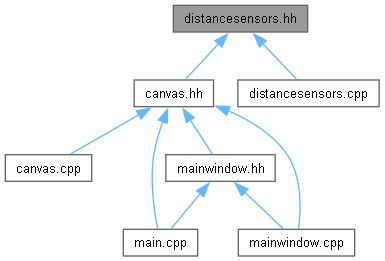 distancesensors.hh
canvas.hh
distancesensors.cpp
canvas.cpp
mainwindow.hh
main.cpp
mainwindow.cpp